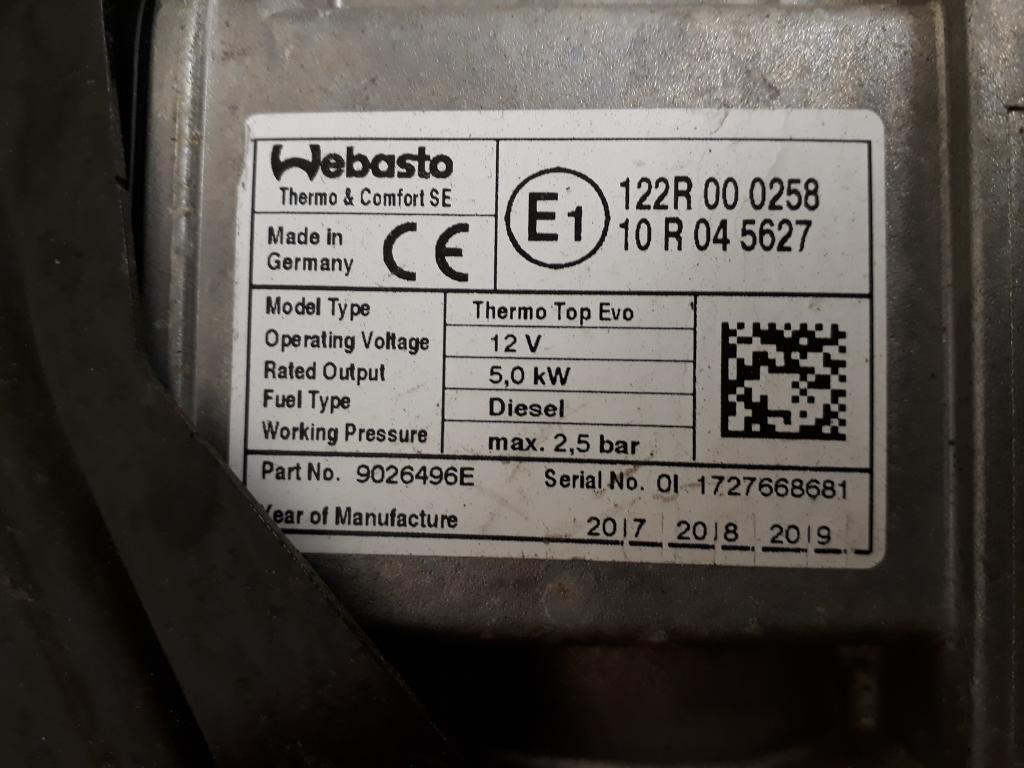 Webasto
Thermo & Comfort SE
Made in
Germany
CE
E1
122R 00 0258
10 R 04 5627
Model Type Thermo Top Evo
Operating Voltage 12 V
Rated Output 5,0 kW
Fuel Type Diesel
Working Pressure max. 2,5 bar
Part No. 9026496E Serial No. OI 1727668681
Year of Manufacture 2017 2018 2019